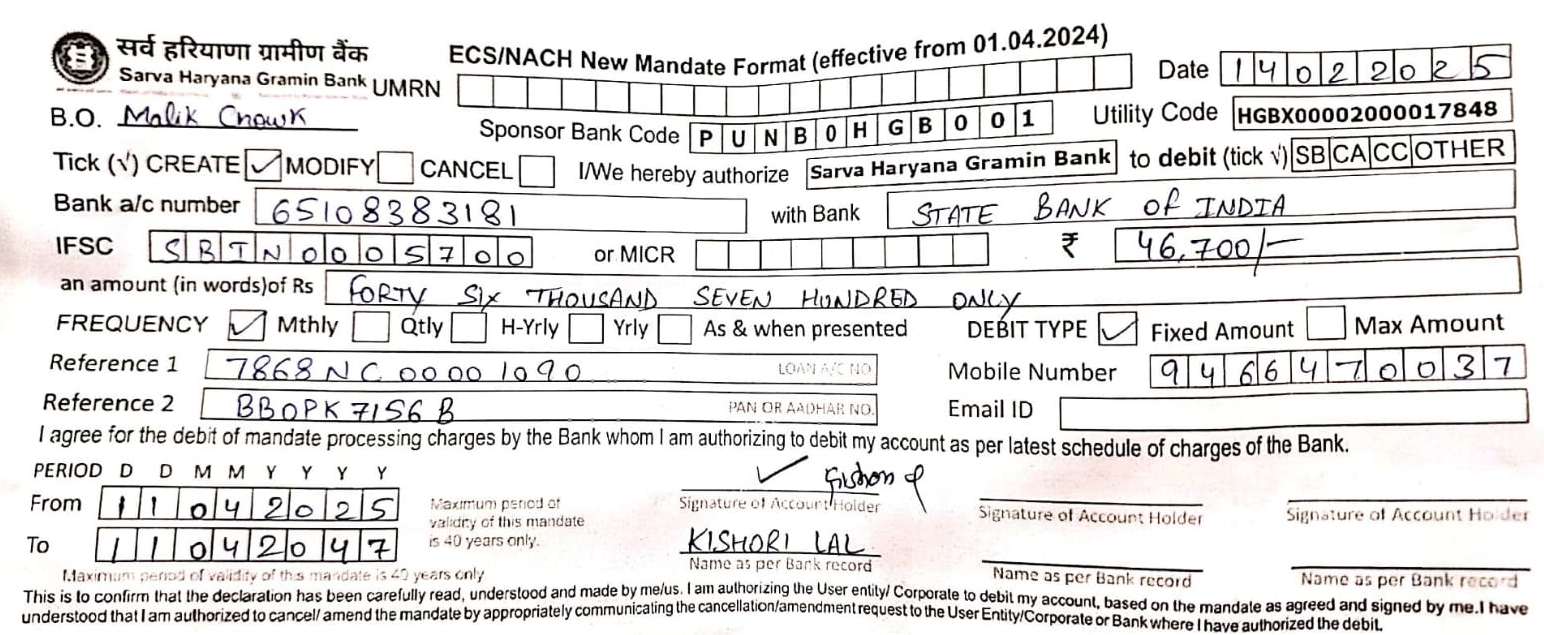 सर्व हरियाणा ग्रामीण बैंक
Sarva Haryana Gramin Bank
ECS/NACH New Mandate Format (effective from 01.04.2024)
UMRN
Date 14022025
B.O. Malik Chowk
Sponsor Bank Code PUNB0HGB001
Utility Code HGBX00002000017848
Tick (√) CREATE ✓ MODIFY CANCEL I/We hereby authorize Sarva Haryana Gramin Bank to debit (tick √) SB CA CC OTHER
Bank a/c number 65108383181 with Bank STATE BANK OF INDIA
IFSC SBIN0005700 or MICR ₹ 46,700/-
an amount (in words)of Rs FORTY SIX THOUSAND SEVEN HUNDRED ONLY
FREQUENCY ✓ Mthly Qtly H-Yrly Yrly As & when presented DEBIT TYPE ✓ Fixed Amount Max Amount
Reference 1 7868NC00001090 LOAN A/C NO Mobile Number 9466470037
Reference 2 BBOPK7156B PAN OR AADHAR NO. Email ID
I agree for the debit of mandate processing charges by the Bank whom I am authorizing to debit my account as per latest schedule of charges of the Bank.
PERIOD D D M M Y Y Y Y
From 11042025
To 11042047
Maximum period of
validity of this mandate
is 40 years only.
Maximum period of validity of this mandate is 40 years only
✓
Signature of Account Holder
KISHORI LAL
Name as per Bank record
Signature of Account Holder
Name as per Bank record
Signature of Account Holder
Name as per Bank record
This is to confirm that the declaration has been carefully read, understood and made by me/us. I am authorizing the User entity/ Corporate to debit my account, based on the mandate as agreed and signed by me.I have
understood that I am authorized to cancel/ amend the mandate by appropriately communicating the cancellation/amendment request to the User Entity/Corporate or Bank where I have authorized the debit.